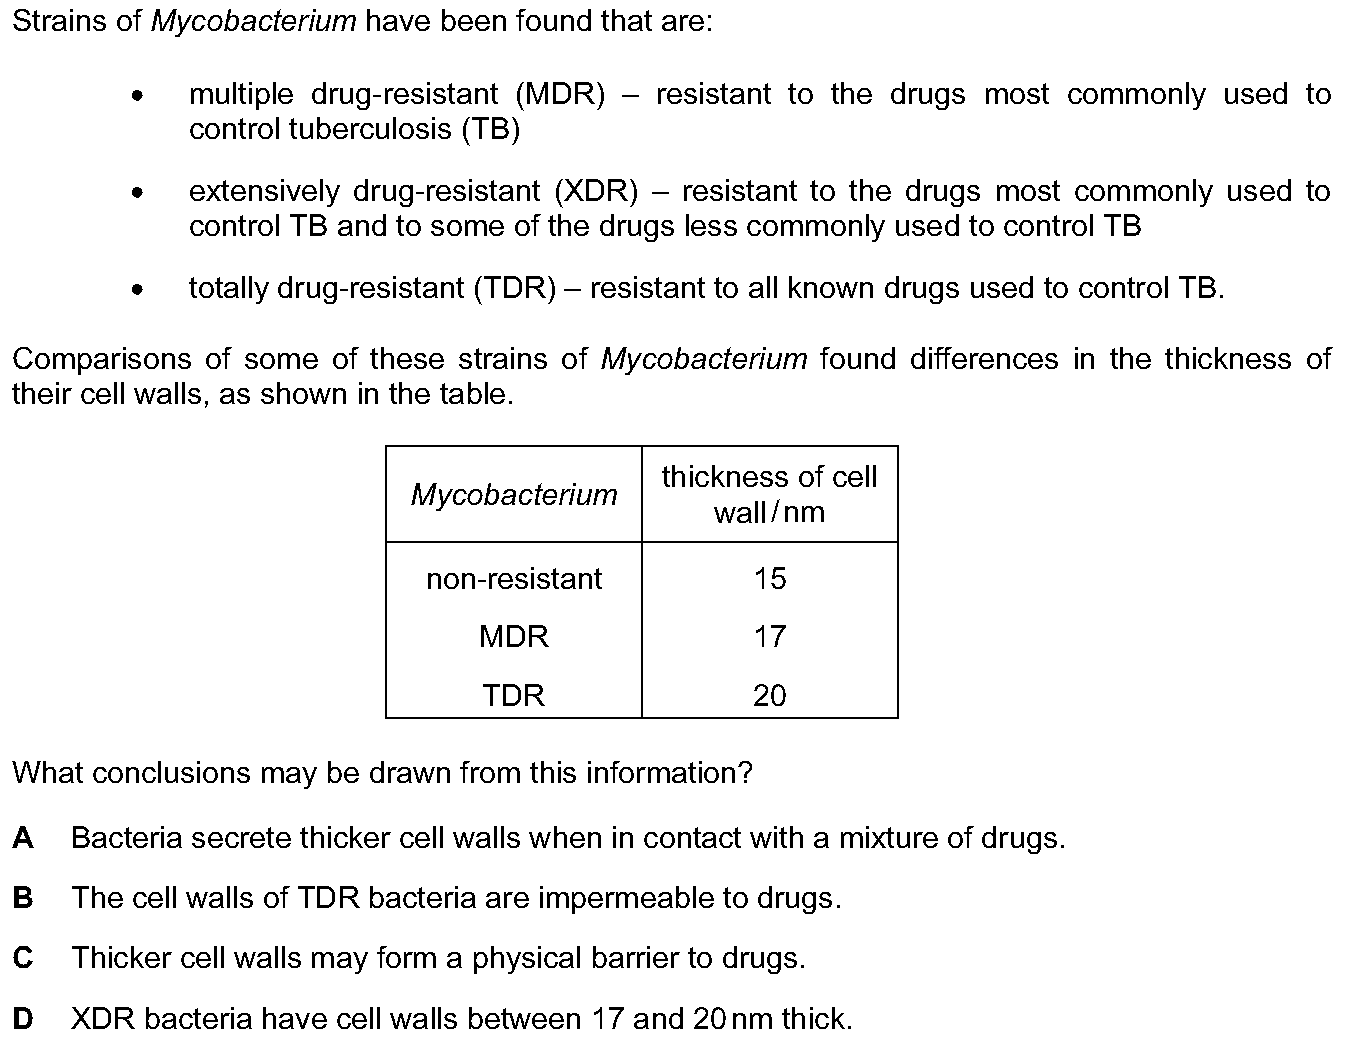 Strains of Mycobacterium have been found that are:
• multiple drug-resistant (MDR) – resistant to the drugs most commonly used to
control tuberculosis (TB)
• extensively drug-resistant (XDR) – resistant to the drugs most commonly used to
control TB and to some of the drugs less commonly used to control TB
• totally drug-resistant (TDR) – resistant to all known drugs used to control TB.
Comparisons of some of these strains of Mycobacterium found differences in the thickness of
their cell walls, as shown in the table.
Mycobacterium thickness of cell
wall/nm
non-resistant 15
MDR 17
TDR 20
What conclusions may be drawn from this information?
A Bacteria secrete thicker cell walls when in contact with a mixture of drugs.
B The cell walls of TDR bacteria are impermeable to drugs.
C Thicker cell walls may form a physical barrier to drugs.
D XDR bacteria have cell walls between 17 and 20 nm thick.